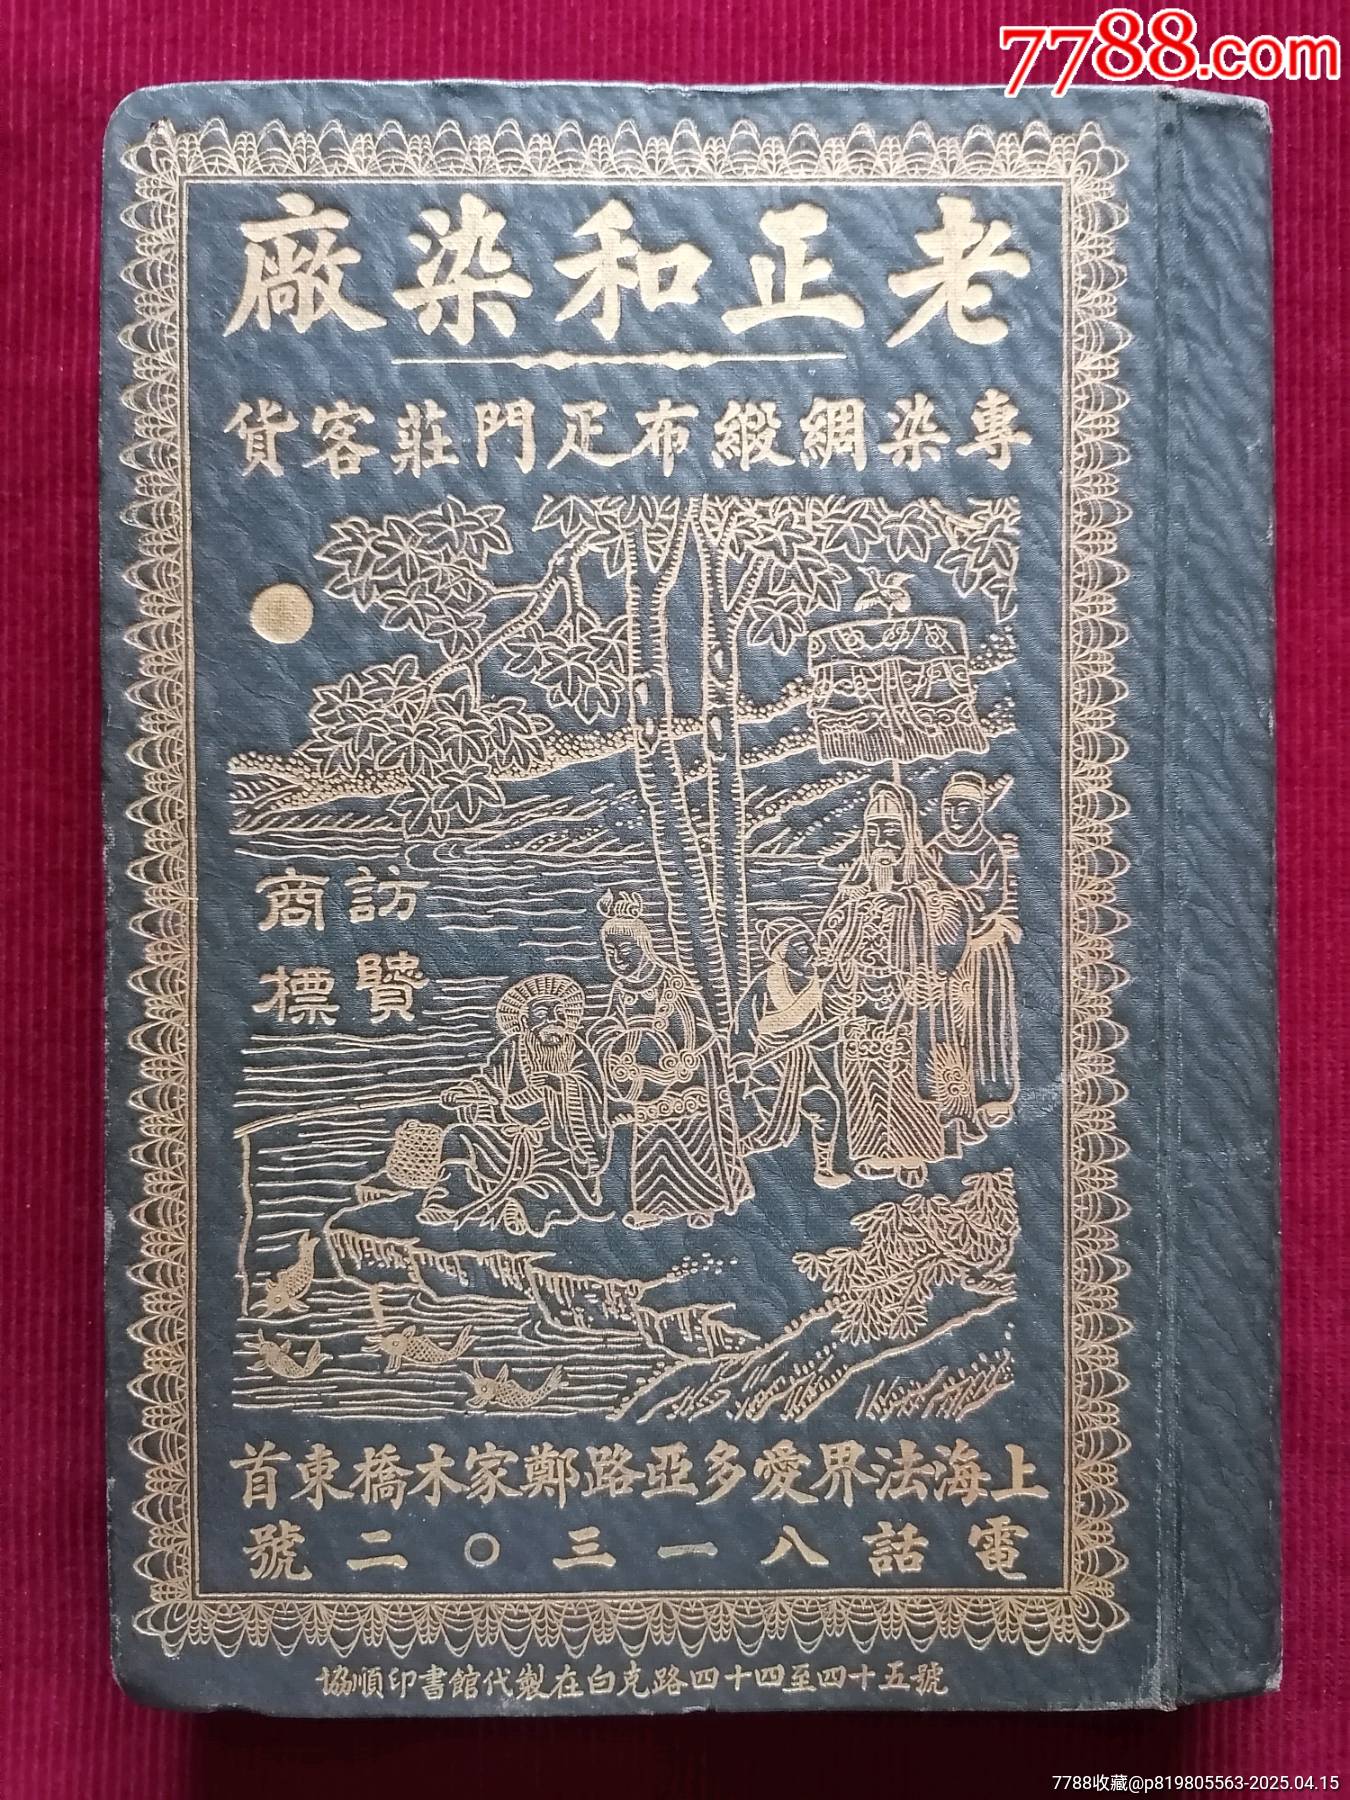 7788.com
老正和染廠
專染綢緞布疋門莊客貨
訪賢
商標
上海法界愛多亞路鄭家木橋東首
電話八一三〇二號
協順印書館代製在白克路四十四至四十五號
7788收藏@p819805563-2025.04.15